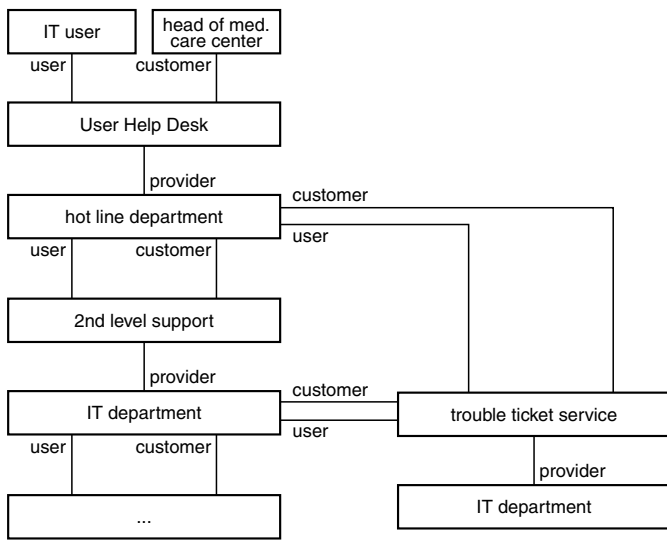 IT user
head of med.
care center
user
customer
User Help Desk
provider
hot line department
customer
user
user
customer
2nd level support
provider
IT department
customer
user
trouble ticket service
user
customer
provider
...
IT department